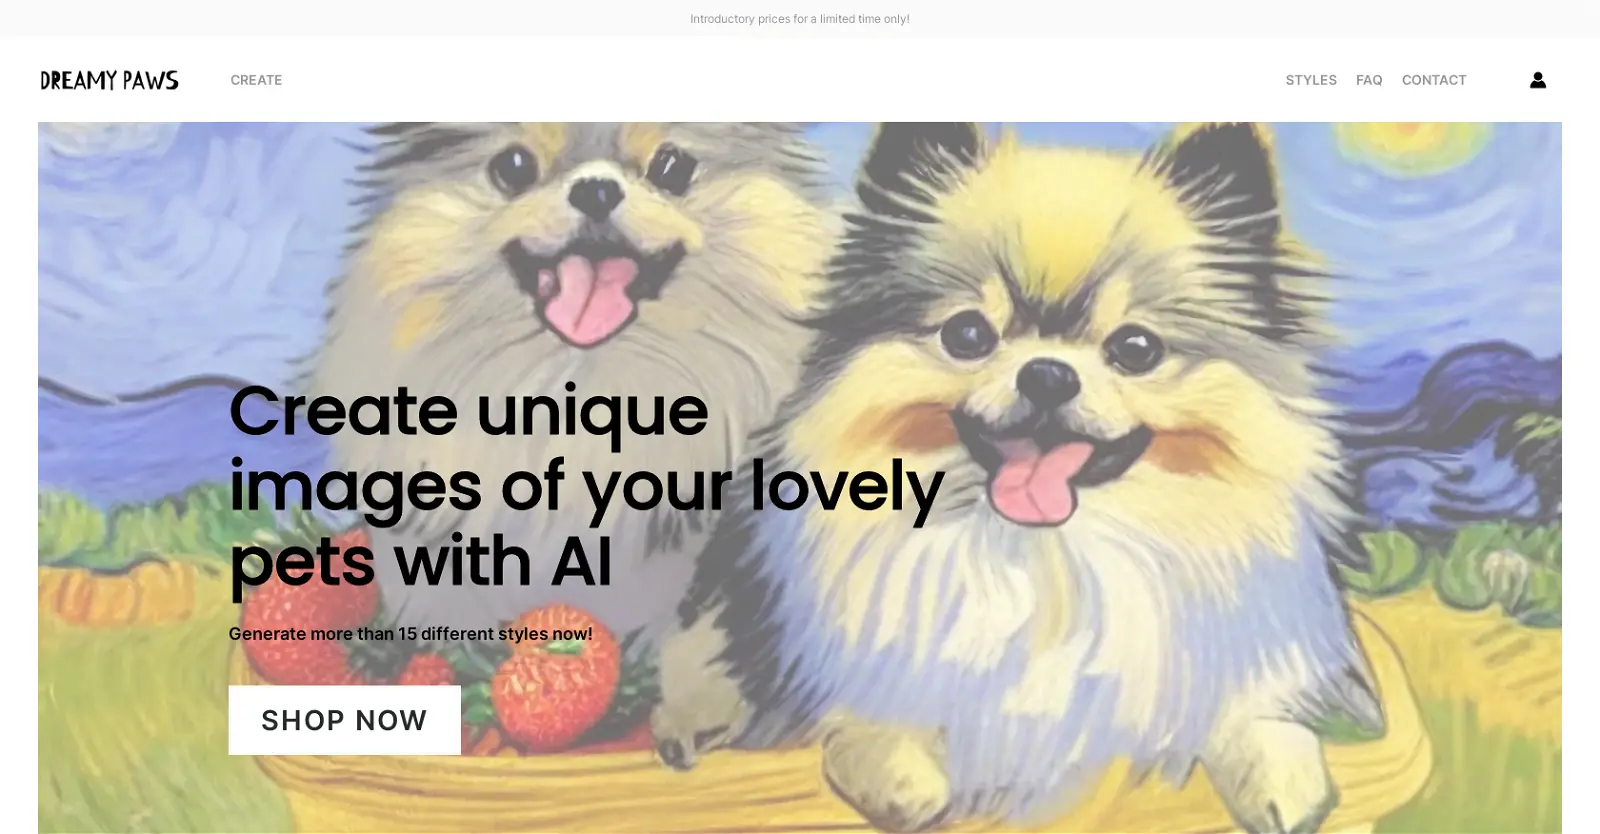 Introductory prices for a limited time only!
DREAMY PAWS
CREATE
STYLES
FAQ
CONTACT
Create unique
images of your lovely
pets with AI
Generate more than 15 different styles now!
SHOP NOW